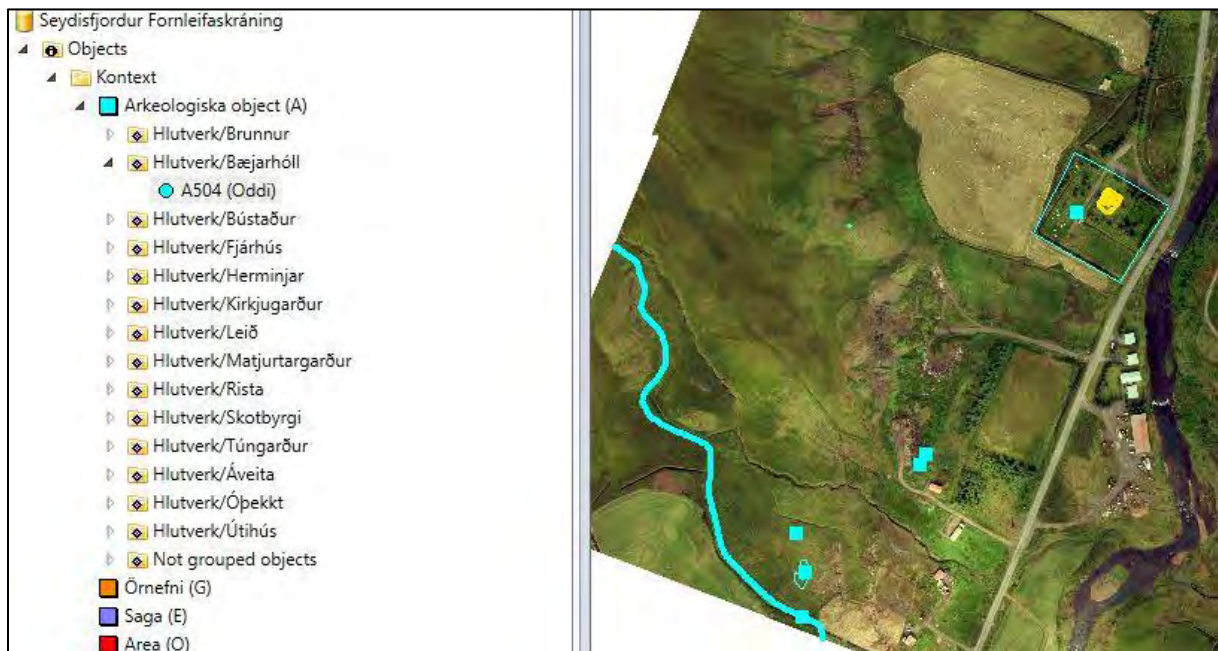 Seydisfjordur Fornleifaskráning
Objects
Kontext
Arkeologiska object (A)
Hlutverk/Brunnur
Hlutverk/Bæjarhóll
A504 (Oddi)
Hlutverk/Bústaður
Hlutverk/Fjárhús
Hlutverk/Herminjar
Hlutverk/Kirkjugarður
Hlutverk/Leið
Hlutverk/Matjurtargarður
Hlutverk/Rista
Hlutverk/Skotbyrgi
Hlutverk/Túngarður
Hlutverk/Áveita
Hlutverk/Óþekkt
Hlutverk/Útihús
Not grouped objects
Örnefni (G)
Saga (E)
Area (O)